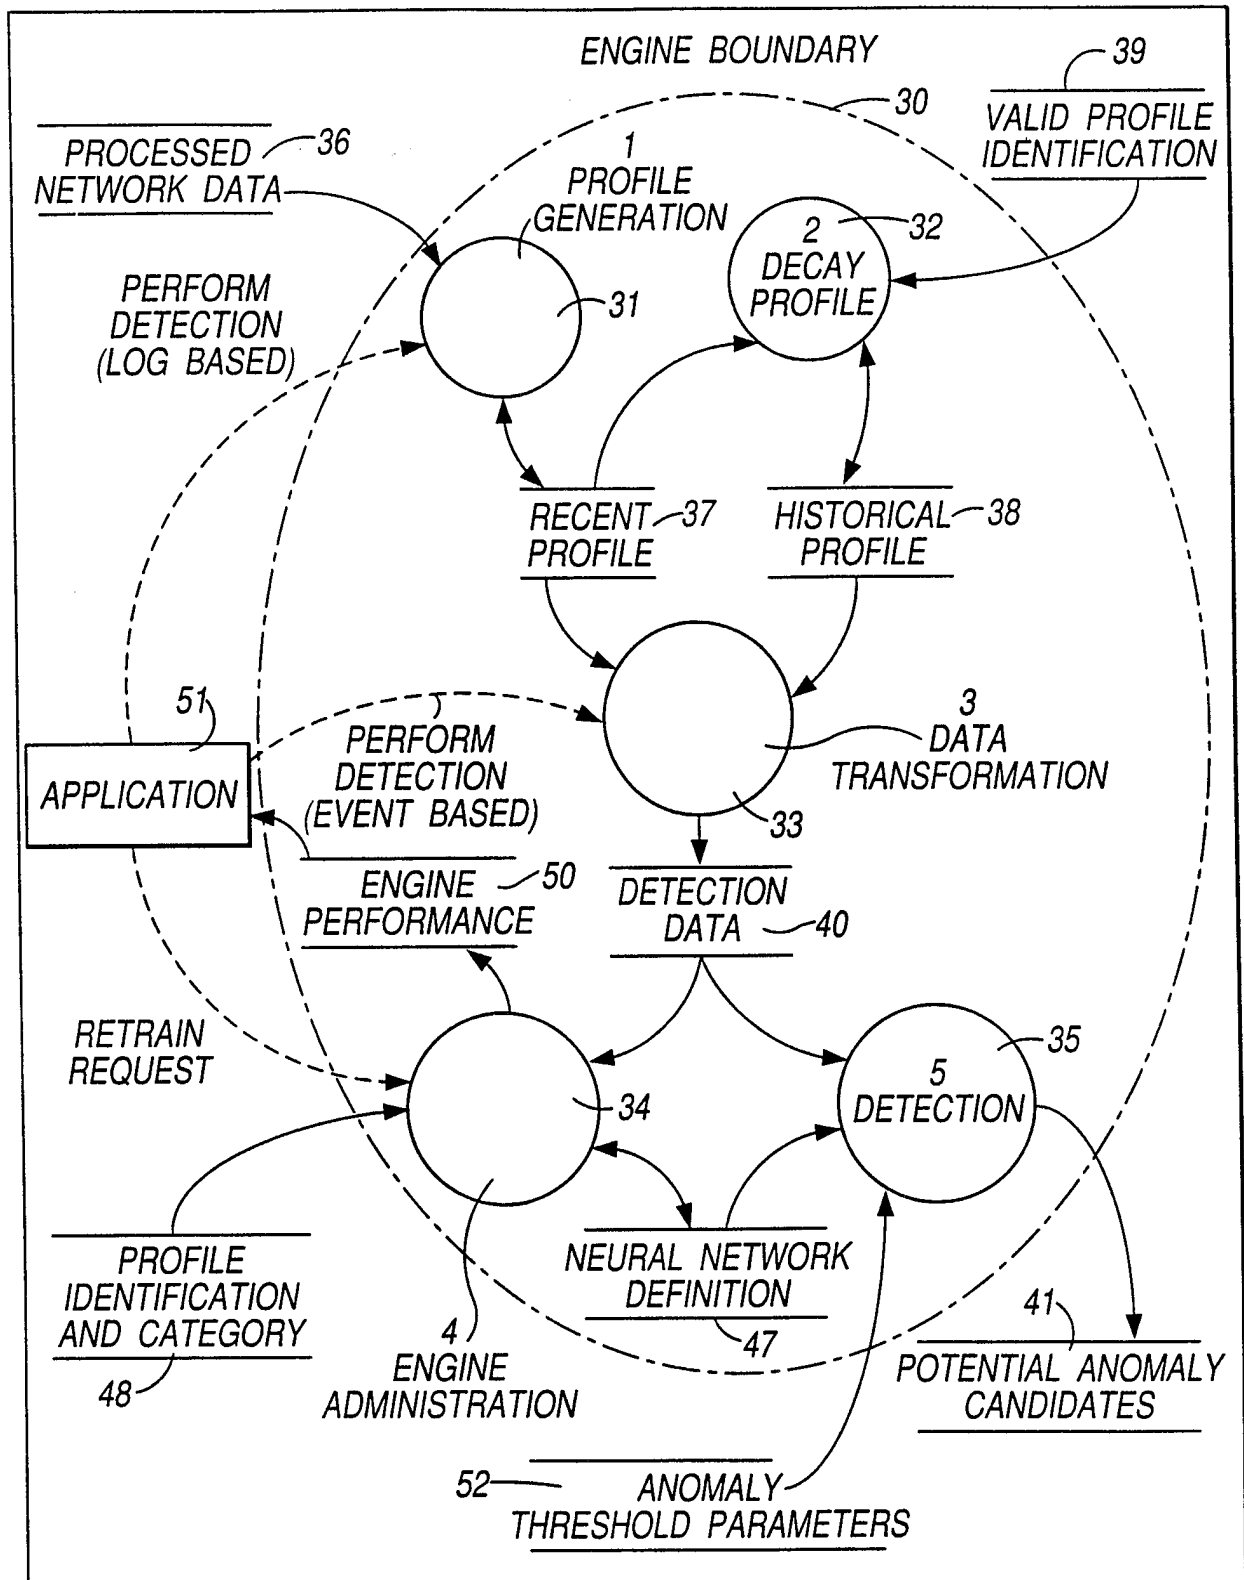 ENGINE BOUNDARY
39
30
VALID PROFILE
IDENTIFICATION
PROCESSED
NETWORK DATA
36
1
PROFILE
GENERATION
2
DECAY
PROFILE
32
31
PERFORM
DETECTION
(LOG BASED)
RECENT
PROFILE
37
HISTORICAL
PROFILE
38
51
APPLICATION
PERFORM
DETECTION
(EVENT BASED)
3
DATA
TRANSFORMATION
33
ENGINE
PERFORMANCE
50
DETECTION
DATA
40
RETRAIN
REQUEST
34
35
5
DETECTION
PROFILE
IDENTIFICATION
AND CATEGORY
48
NEURAL NETWORK
DEFINITION
47
4
ENGINE
ADMINISTRATION
41
POTENTIAL ANOMALY
CANDIDATES
52
ANOMALY
THRESHOLD PARAMETERS